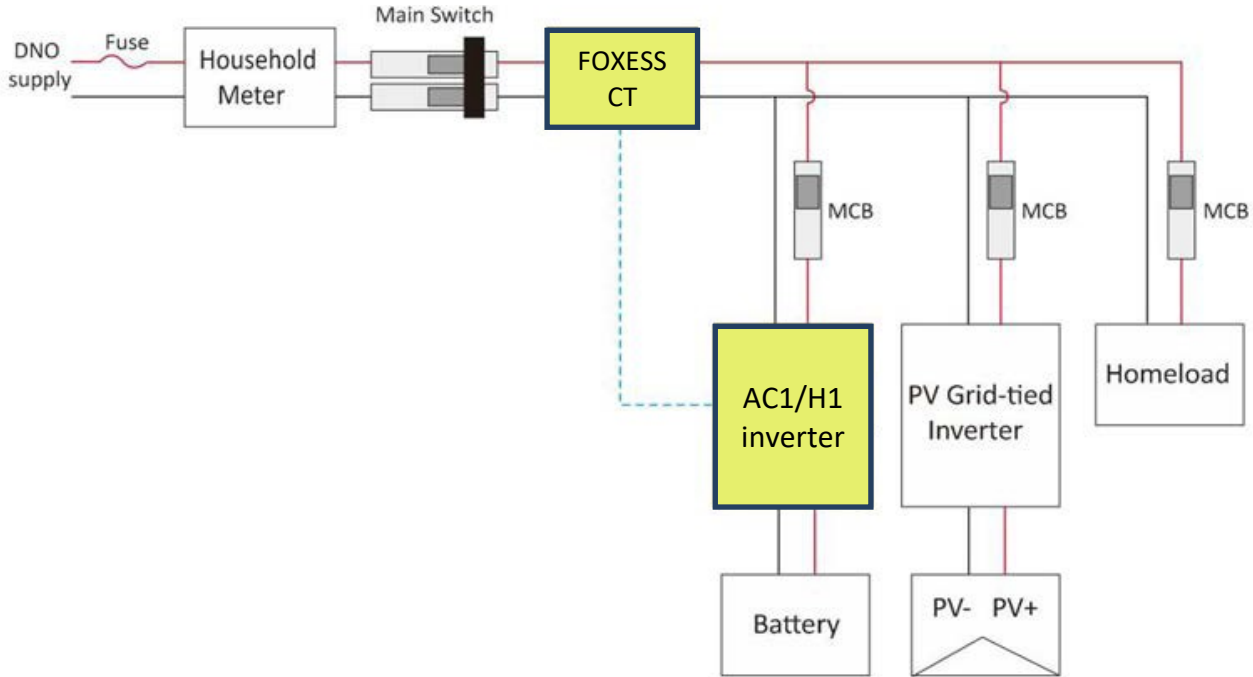 Main Switch
DNO
supply
Fuse
Household
Meter
FOXESS
CT
MCB
MCB
MCB
AC1/H1
inverter
PV Grid-tied
Inverter
Homeload
Battery
PV- PV+